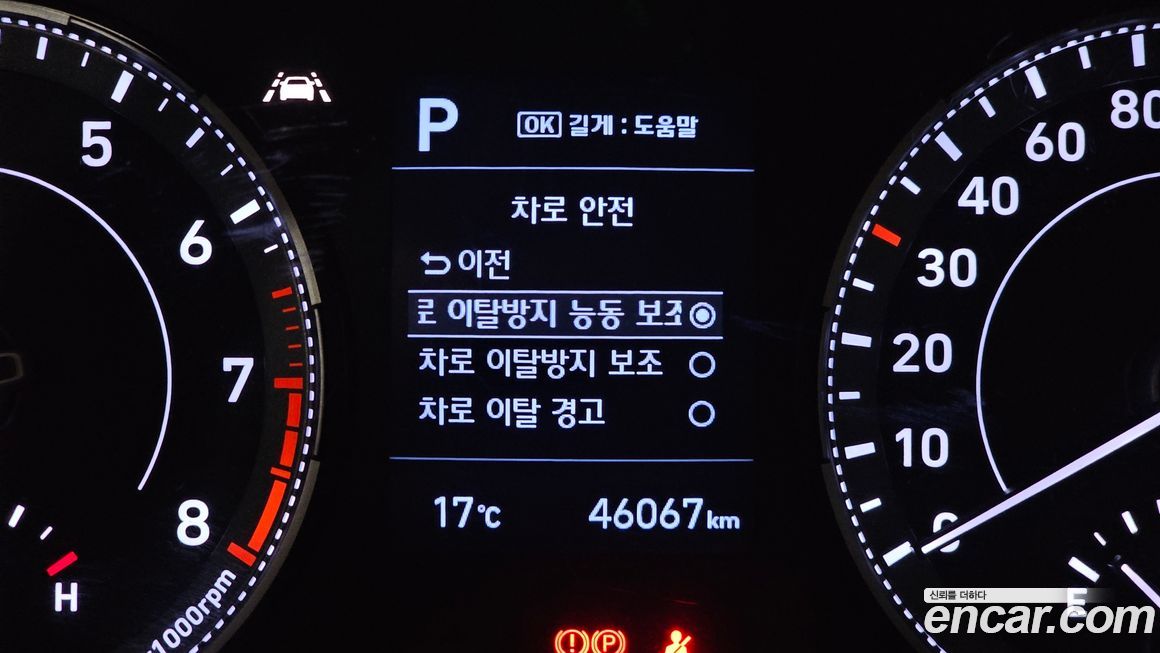 P
OK 길게 : 도움말
차로 안전
이전
로 이탈방지 능동 보조
차로 이탈방지 보조
차로 이탈 경고
17°C 46067km
5
6
7
8
H
1000rpm
80
60
40
30
20
10
0
E
P
신뢰를 더하다
encar.com